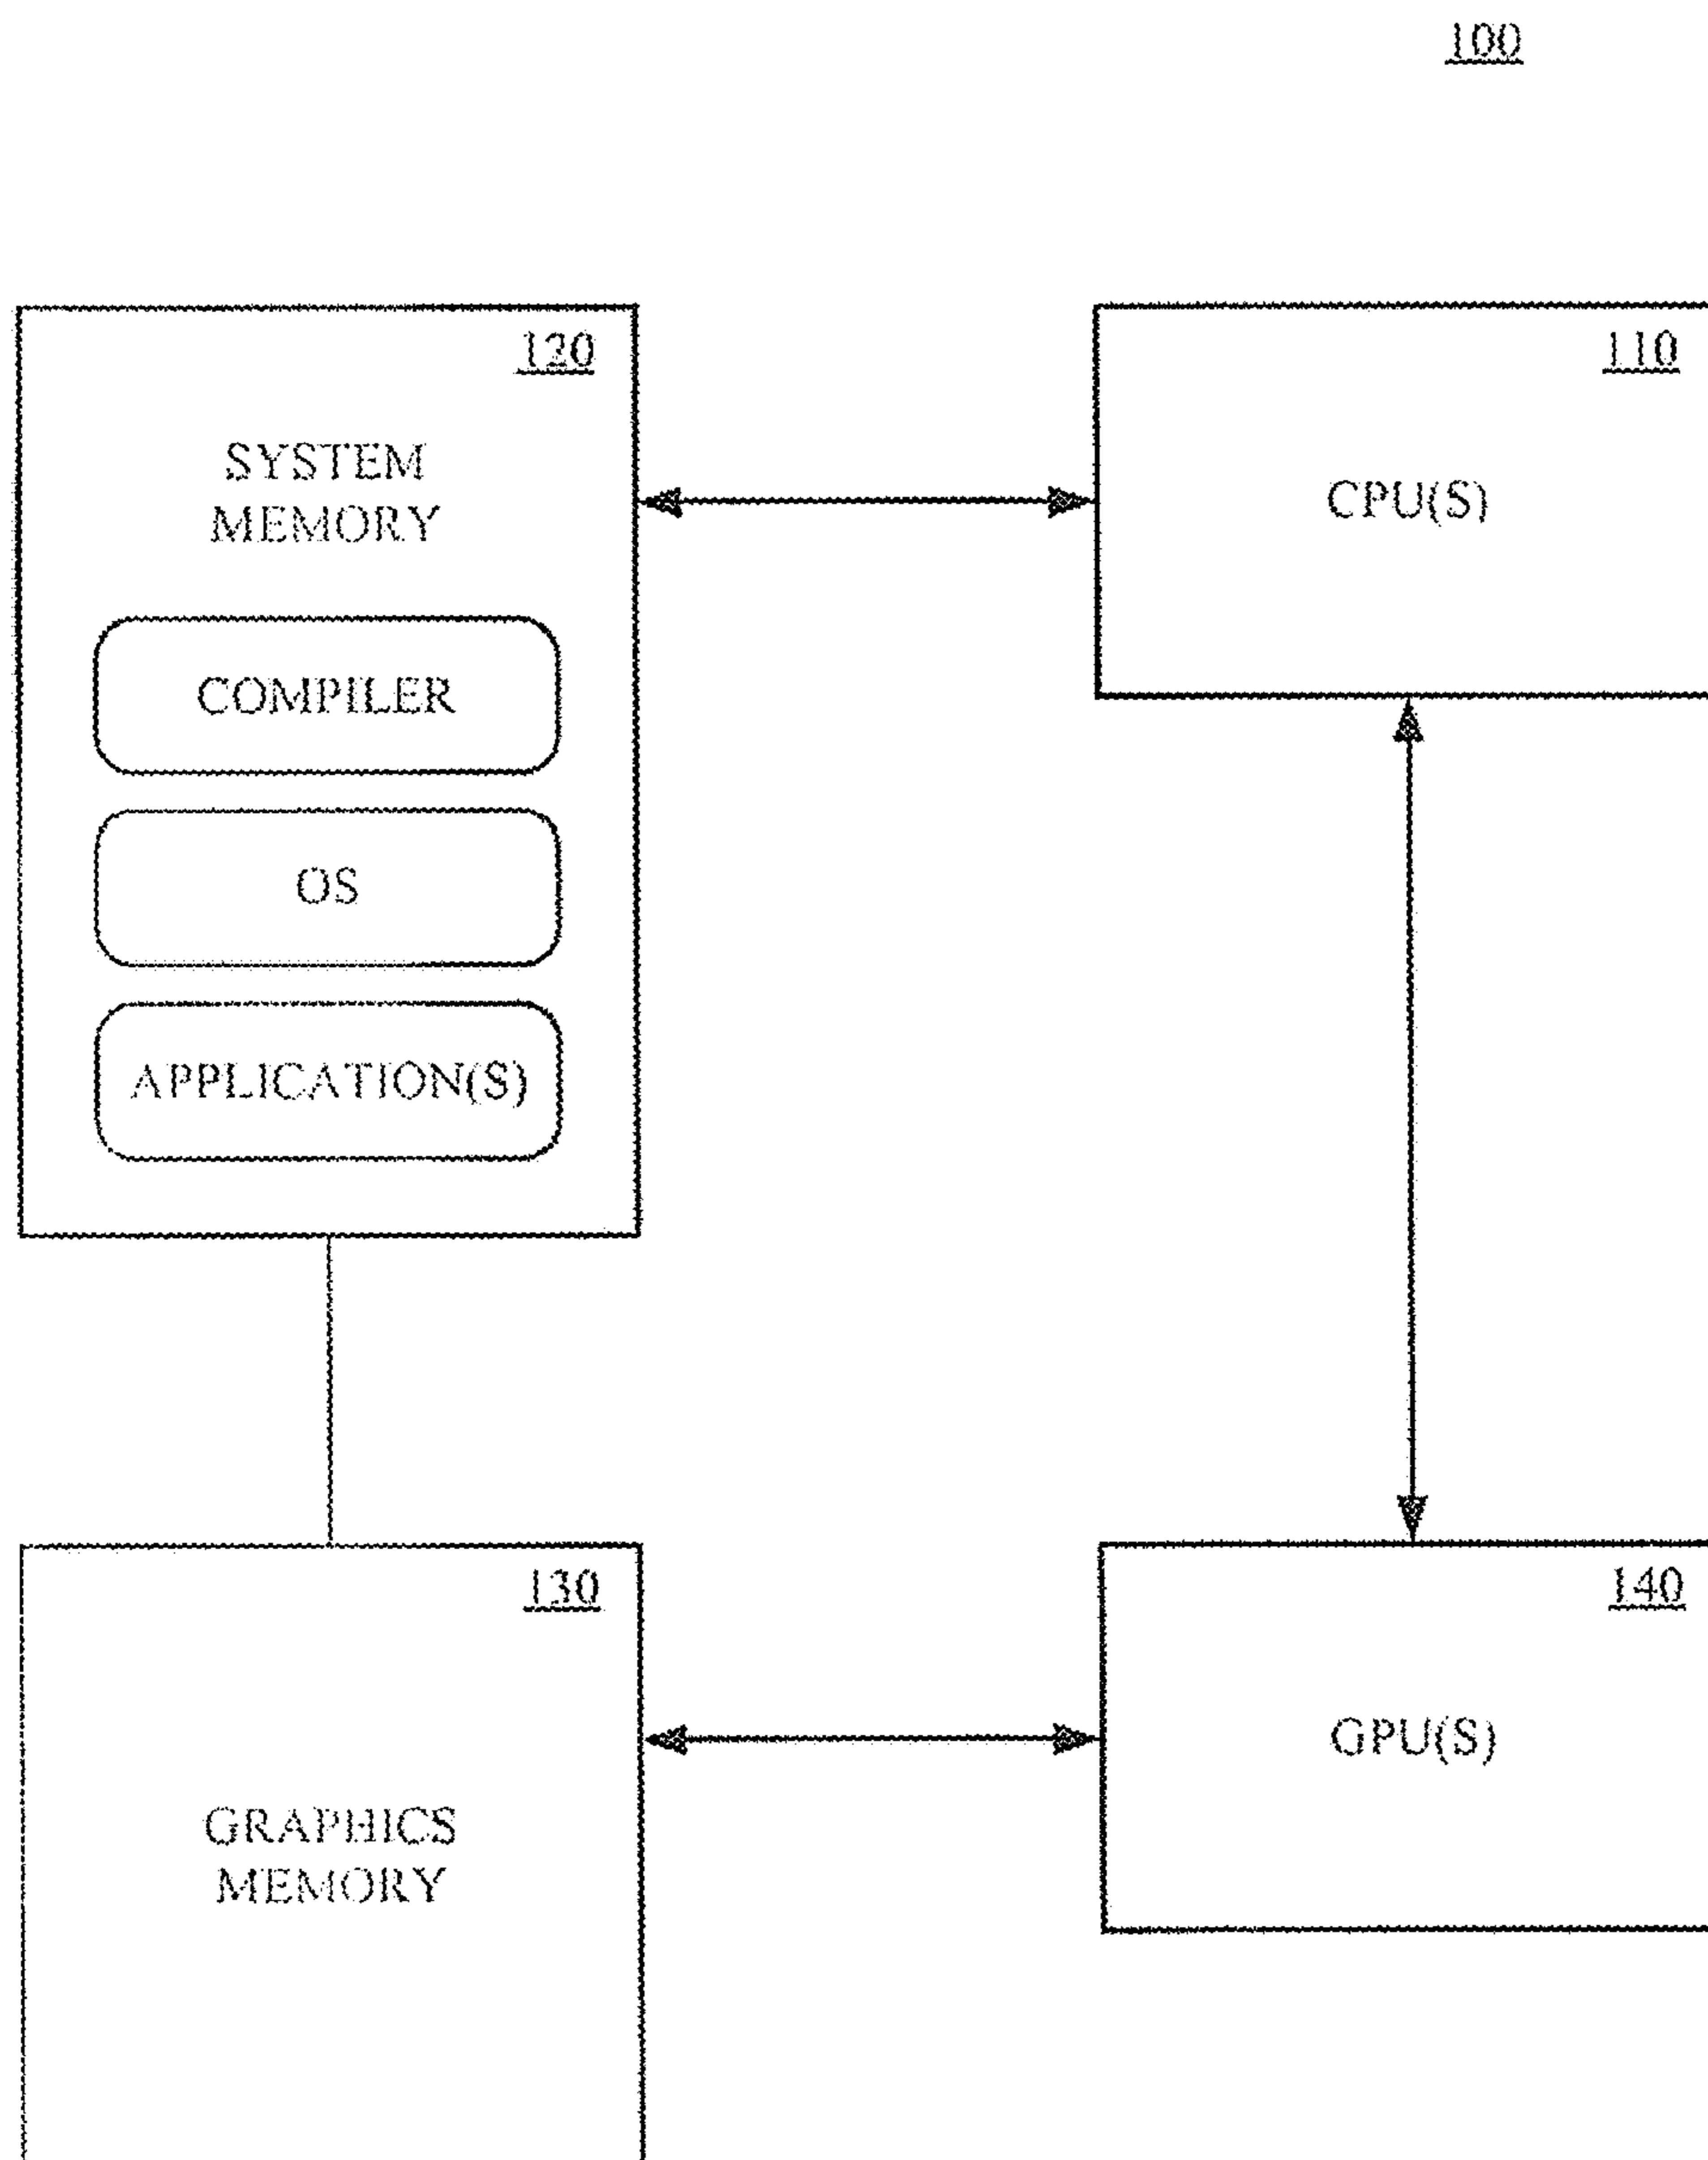 100
120
SYSTEM
MEMORY
COMPILER
OS
APPLICATION(S)
110
CPU(S)
130
GRAPHICS
MEMORY
140
GPU(S)